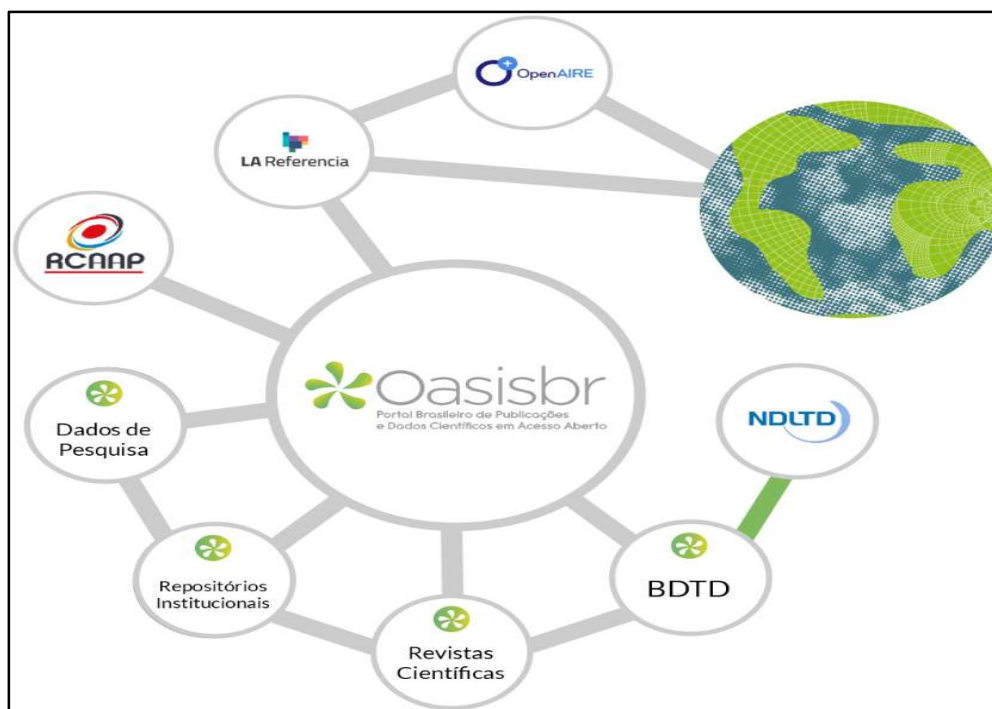 OpenAIRE
LA Referencia
RCAAP
Oasisbr
Portal Brasileiro de Publicações
e Dados Científicos em Acesso Aberto
NDLTD
Dados de
Pesquisa
Repositórios
Institucionais
BDTD
Revistas
Científicas